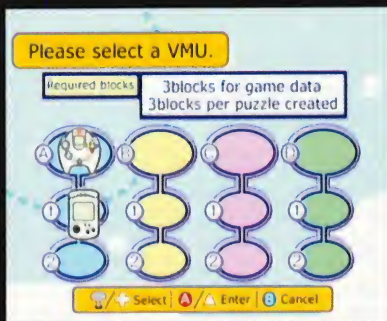 Please select a VMU.
Required blocks
3blocks for game data
3blocks per puzzle created
A B C D
1 1 1 1
2 2 2 2
/ Select A/ Enter B Cancel